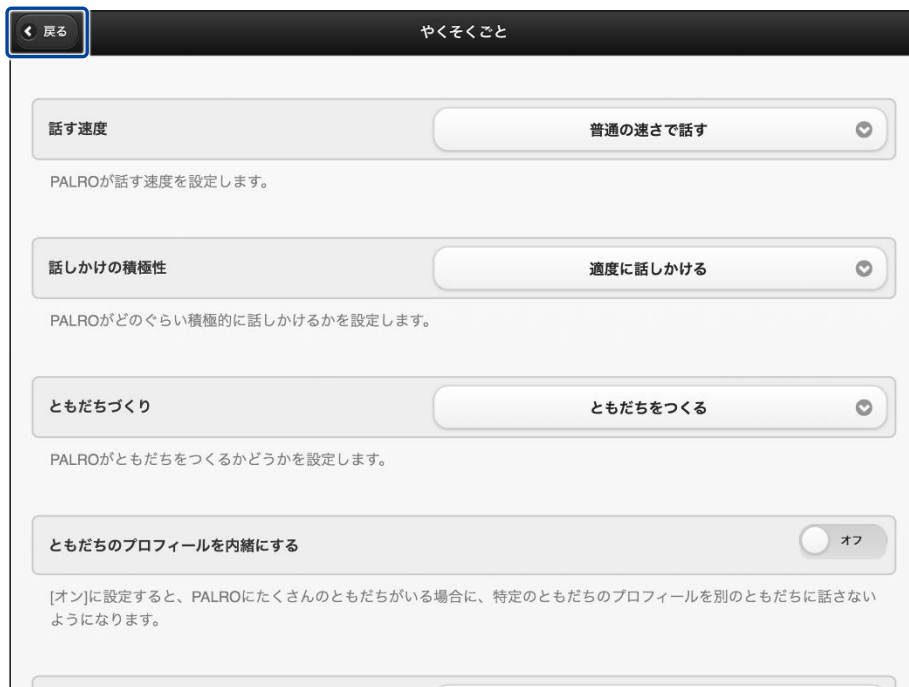 戻る
やくそくごと
話す速度
普通の速さで話す
PALROが話す速度を設定します。
話しかけの積極性
適度に話しかける
PALROがどのぐらい積極的に話しかけるかを設定します。
ともだちづくり
ともだちをつくる
PALROがともだちをつくるかどうかを設定します。
ともだちのプロフィールを内緒にする
オフ
[オン]に設定すると、PALROにたくさんのともだちがいる場合に、特定のともだちのプロフィールを別のともだちに話さない
ようになります。